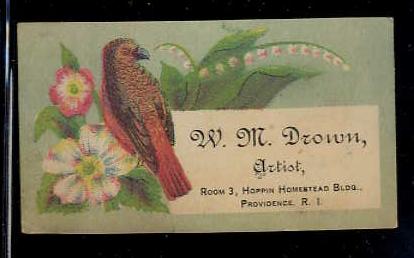 W. M. Drown,
Artist,
Room 3, Hoppin Homestead Bldg.,
Providence, R. I.